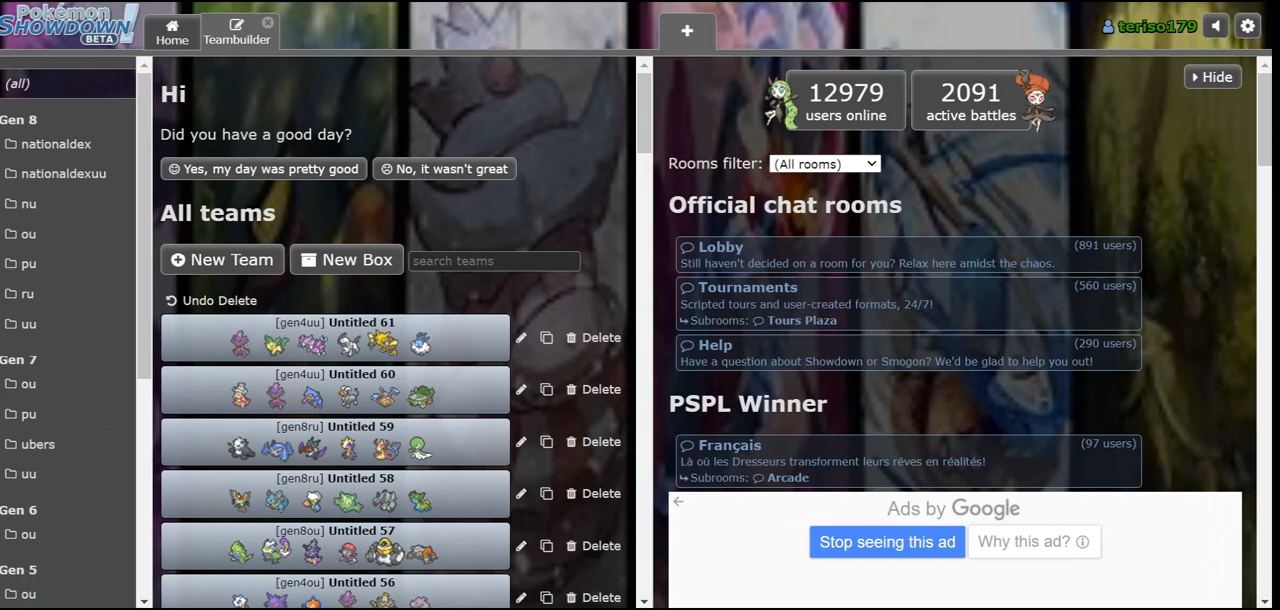 Pokémon
SHOWDOWN!
BETA
Home
Teambuilder
+
teriso179
(all)
Gen 8
nationaldex
nationaldexuu
nu
ou
pu
ru
uu
Gen 7
ou
pu
ubers
uu
Gen 6
ou
Gen 5
ou
Hi
Did you have a good day?
Yes, my day was pretty good
No, it wasn't great
All teams
New Team
New Box
search teams
Undo Delete
[gen4uu] Untitled 61
Delete
[gen4uu] Untitled 60
Delete
[gen8ru] Untitled 59
Delete
[gen8ru] Untitled 58
Delete
[gen8ou] Untitled 57
Delete
[gen4ou] Untitled 56
Delete
Hide
12979
users online
2091
active battles
Rooms filter: (All rooms)
Official chat rooms
Lobby (891 users)
Still haven't decided on a room for you? Relax here amidst the chaos.
Tournaments (560 users)
Scripted tours and user-created formats, 24/7!
Subrooms: Tours Plaza
Help (290 users)
Have a question about Showdown or Smogon? We'd be glad to help you out!
PSPL Winner
Français (97 users)
Là où les Dresseurs transforment leurs rêves en réalités!
Subrooms: Arcade
Ads by Google
Stop seeing this ad
Why this ad?